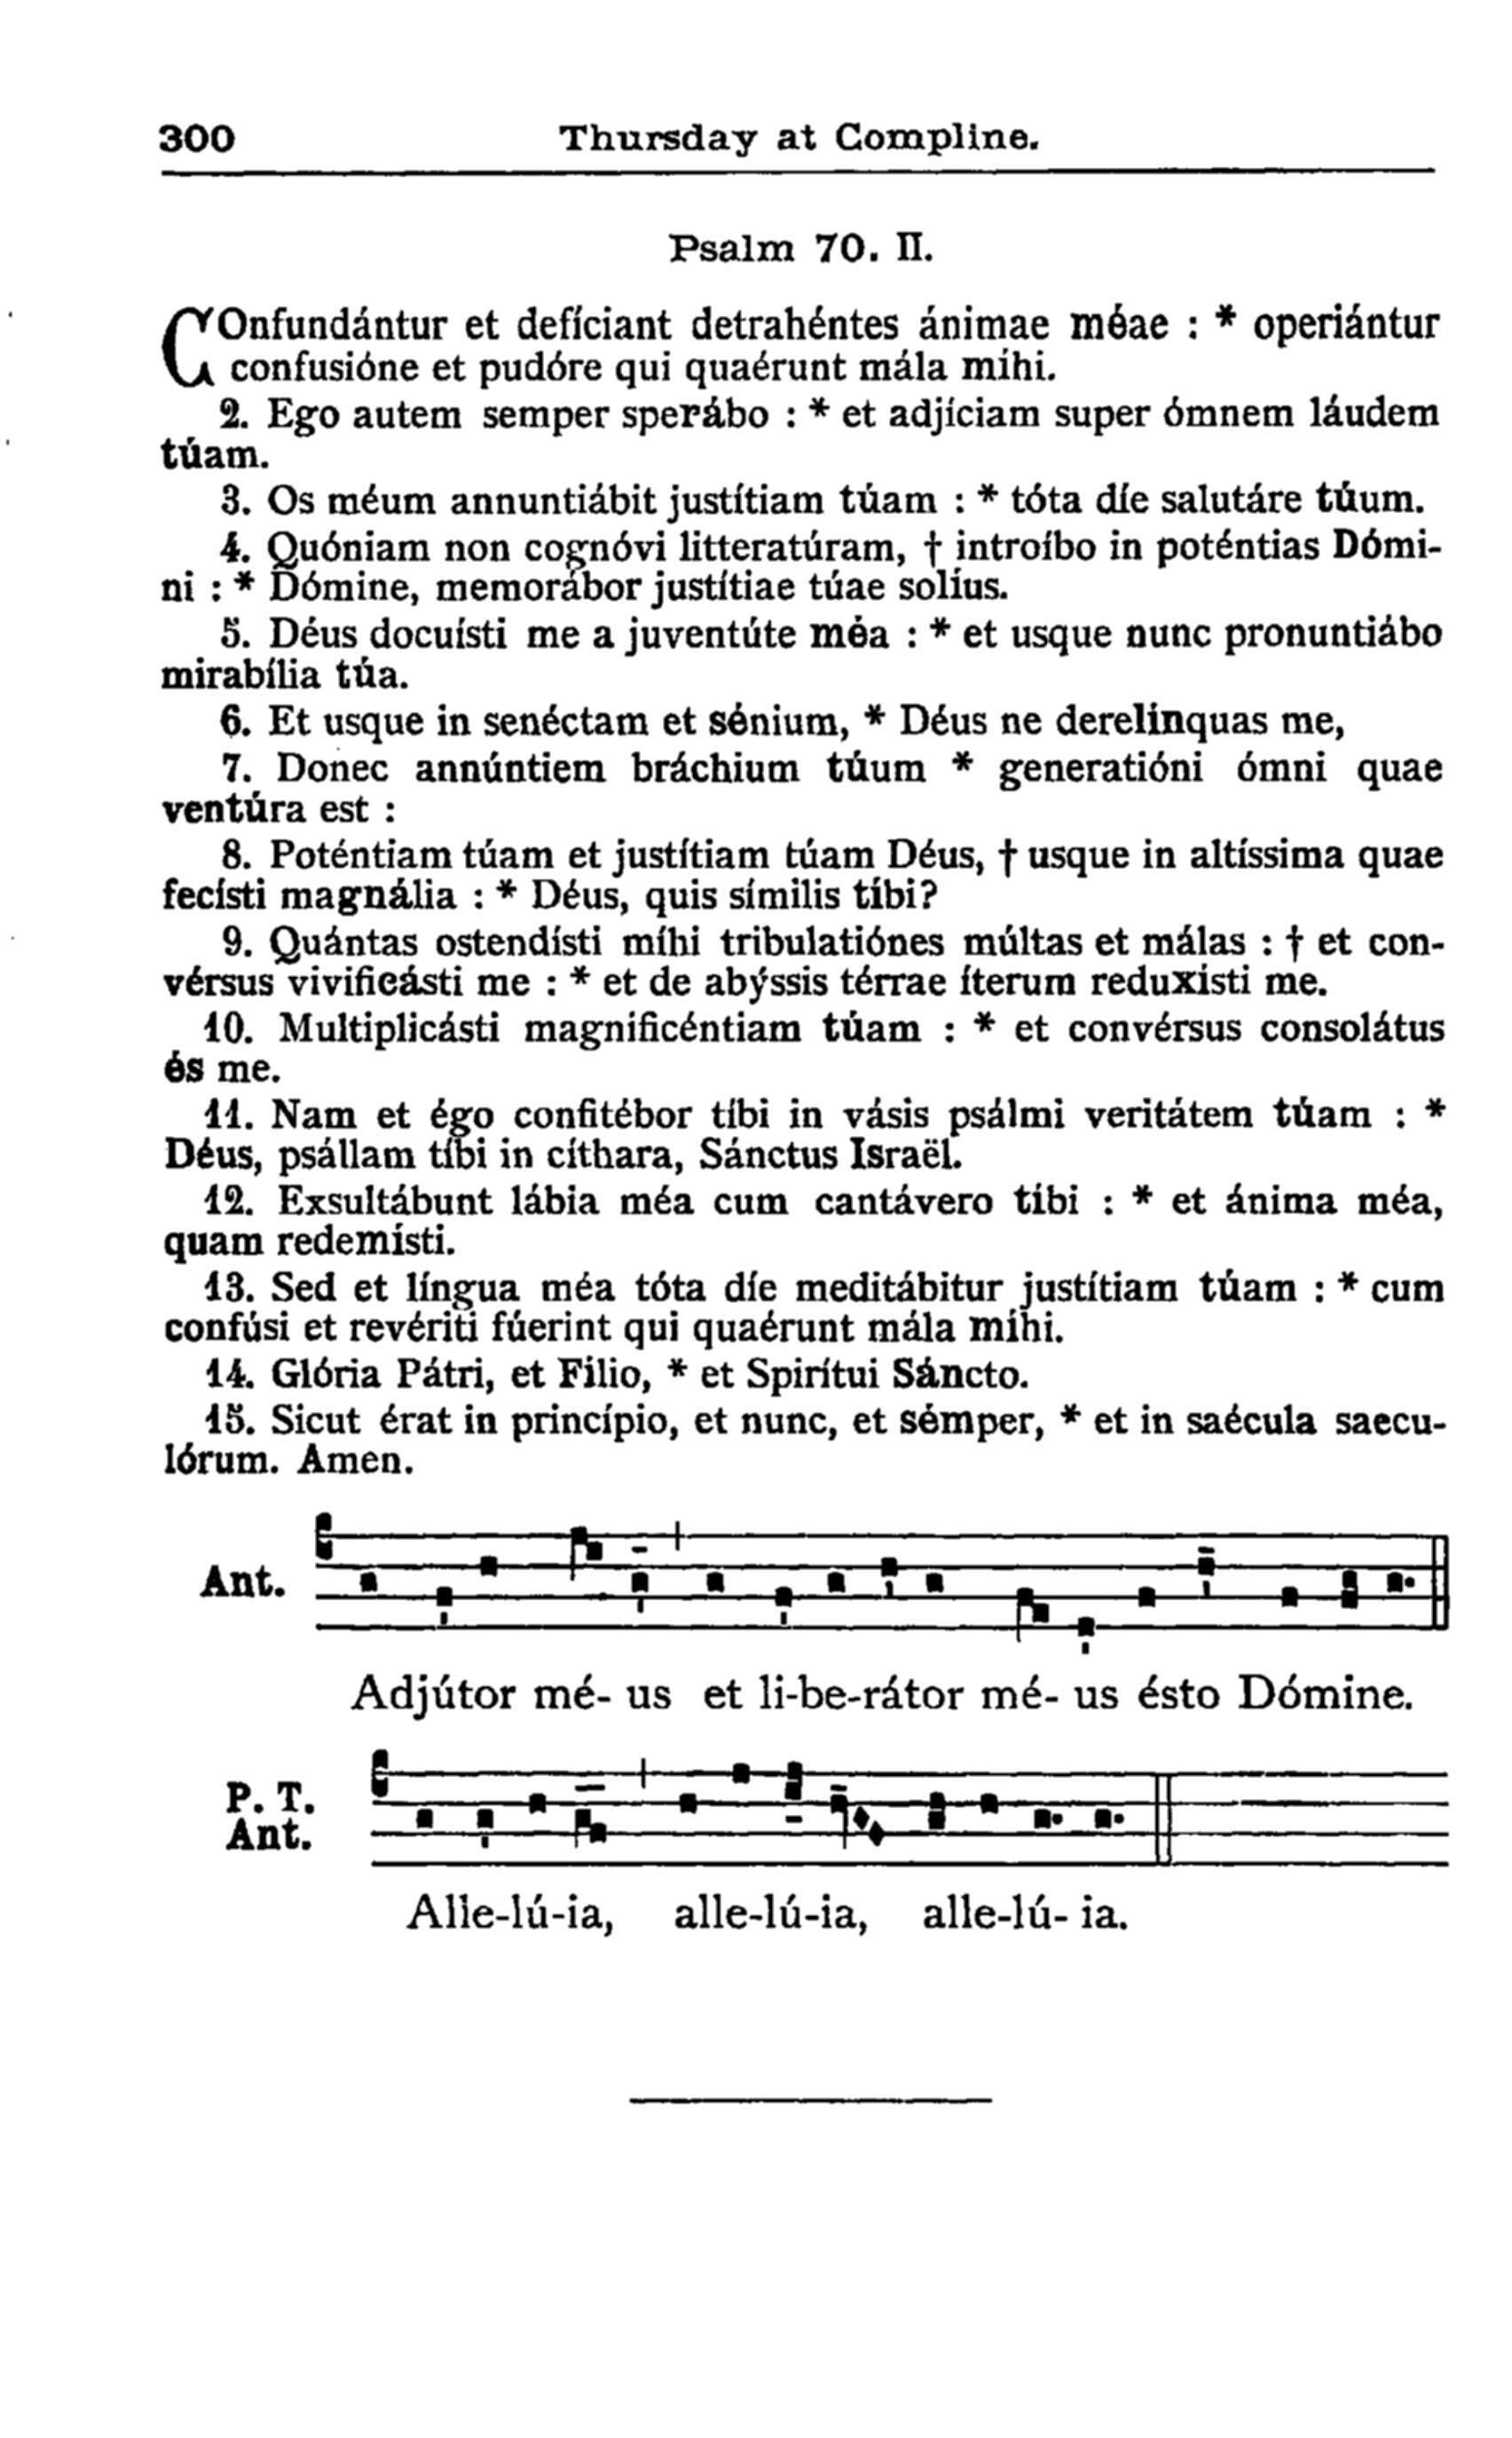 300 Thursday at Compline.
Psalm 70. II.
COnfundántur et defíciant detrahéntes ánimae méae : * operiántur
confusióne et pudóre qui quaérunt mála míhi.
2. Ego autem semper sperábo : * et adjíciam super ómnem láudem
túam.
3. Os méum annuntiábit justítiam túam : * tóta díe salutáre túum.
4. Quóniam non cognóvi litteratúram, † introíbo in poténtias Dómi-
ni : * Dómine, memorábor justítiae túae solíus.
5. Déus docuísti me a juventúte méa : * et usque nunc pronuntiábo
mirabília túa.
6. Et usque in senéctam et sénium, * Déus ne derelínquas me,
7. Donec annúntiem bráchium túum * generatióni ómni quae
ventúra est :
8. Poténtiam túam et justítiam túam Déus, † usque in altíssima quae
fecísti magnália : * Déus, quis símilis tíbi?
9. Quántas ostendísti míhi tribulatiónes múltas et málas : † et con-
vérsus vivificásti me : * et de abýssis térrae íterum reduxísti me.
10. Multiplicásti magnificéntiam túam : * et convérsus consolátus
és me.
11. Nam et égo confitébor tíbi in vásis psálmi veritátem túam : *
Déus, psállam tíbi in cíthara, Sánctus Israël.
12. Exsultábunt lábia méa cum cantávero tíbi : * et ánima méa,
quam redemísti.
13. Sed et língua méa tóta díe meditábitur justítiam túam : * cum
confúsi et revériti fúerint qui quaérunt mála míhi.
14. Glória Pátri, et Fílio, * et Spirítui Sáncto.
15. Sicut érat in princípio, et nunc, et sémper, * et in saécula saecu-
lórum. Amen.
Ant.
Adjútor mé- us et li-be-rátor mé- us ésto Dómine.
P. T.
Ant.
Alle-lú-ia, alle-lú-ia, alle-lú- ia.